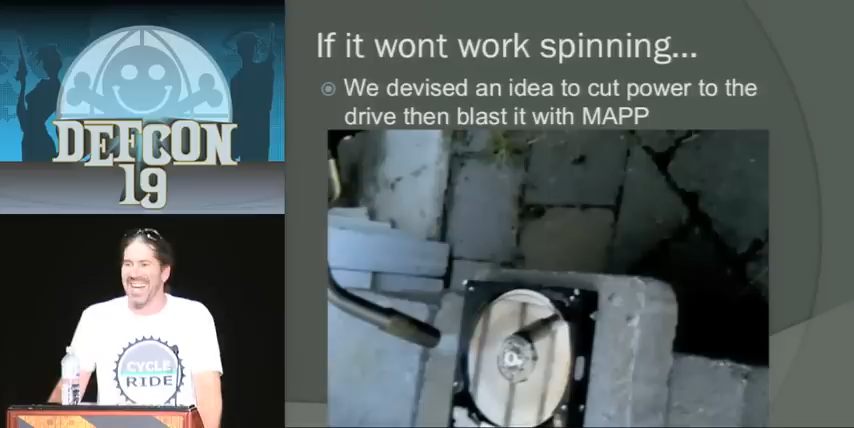 DEFCON
19
If it wont work spinning...
We devised an idea to cut power to the
drive then blast it with MAPP
CYCLE
RIDE